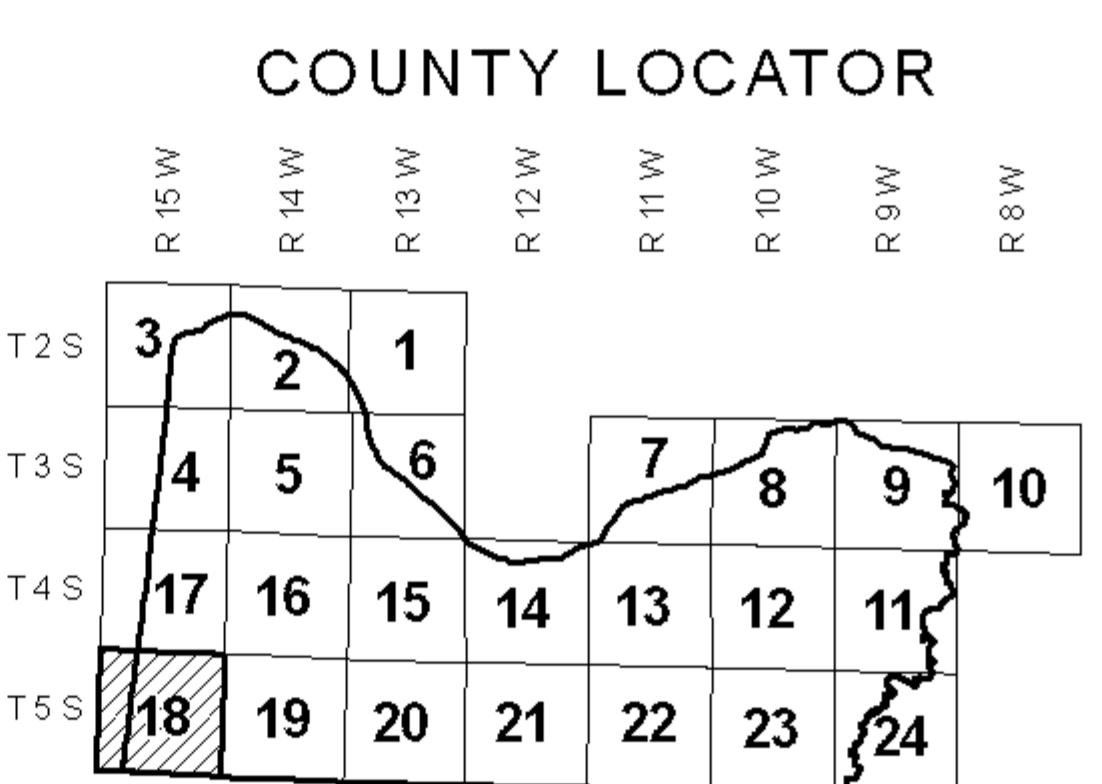 COUNTY LOCATOR
R 15 W R 14 W R 13 W R 12 W R 11 W R 10 W R 9 W R 8 W
T 2 S 3 2 1
T 3 S 4 5 6 7 8 9 10
T 4 S 17 16 15 14 13 12 11
T 5 S 18 19 20 21 22 23 24